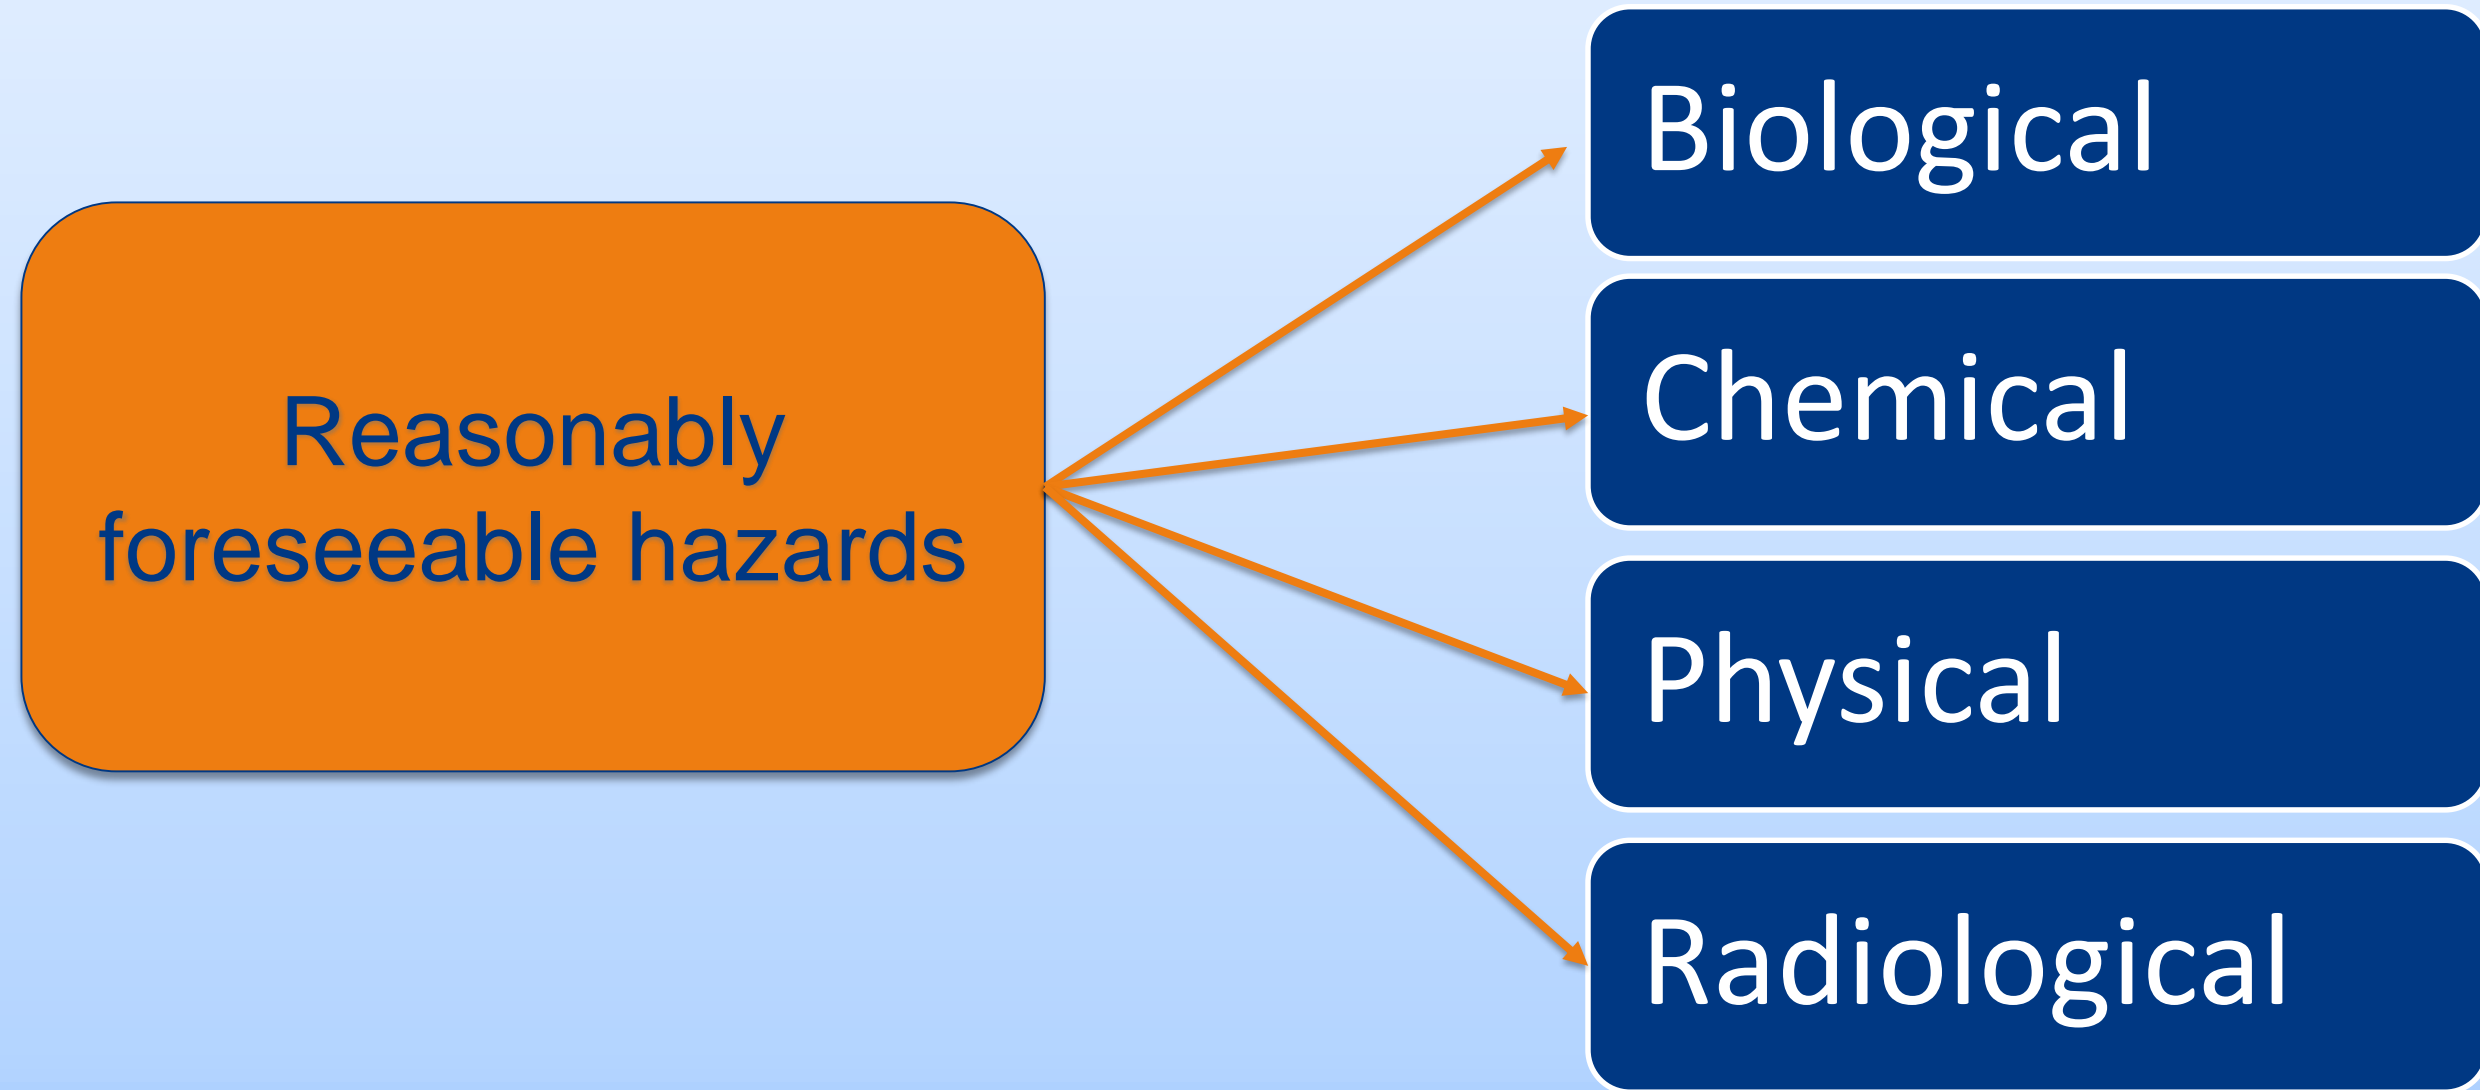 Reasonably
foreseeable hazards
Biological
Chemical
Physical
Radiological